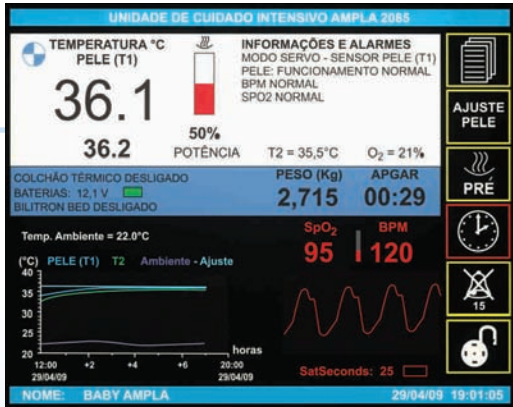 UNIDADE DE CUIDADO INTENSIVO AMPLA 2085
TEMPERATURA °C
PELE (T1)
36.1
36.2
50%
POTÊNCIA
INFORMAÇÕES E ALARMES
MODO SERVO - SENSOR PELE (T1)
PELE: FUNCIONAMENTO NORMAL
BPM NORMAL
SPO2 NORMAL
T2 = 35,5°C O₂ = 21%
AJUSTE
PELE
PRÉ
15
COLCHÃO TÉRMICO DESLIGADO
BATERIAS: 12,1 V
BILITRON BED DESLIGADO
PESO (Kg) APGAR
2,715 00:29
Temp. Ambiente = 22.0°C
SpO₂ BPM
95 120
(°C) PELE (T1) T2 Ambiente - Ajuste
40
35
30
25
20
12:00 +2 +4 +6 20:00 horas
29/04/09 29/04/09
SatSeconds: 25
NOME: BABY AMPLA 29/04/09 19:01:05